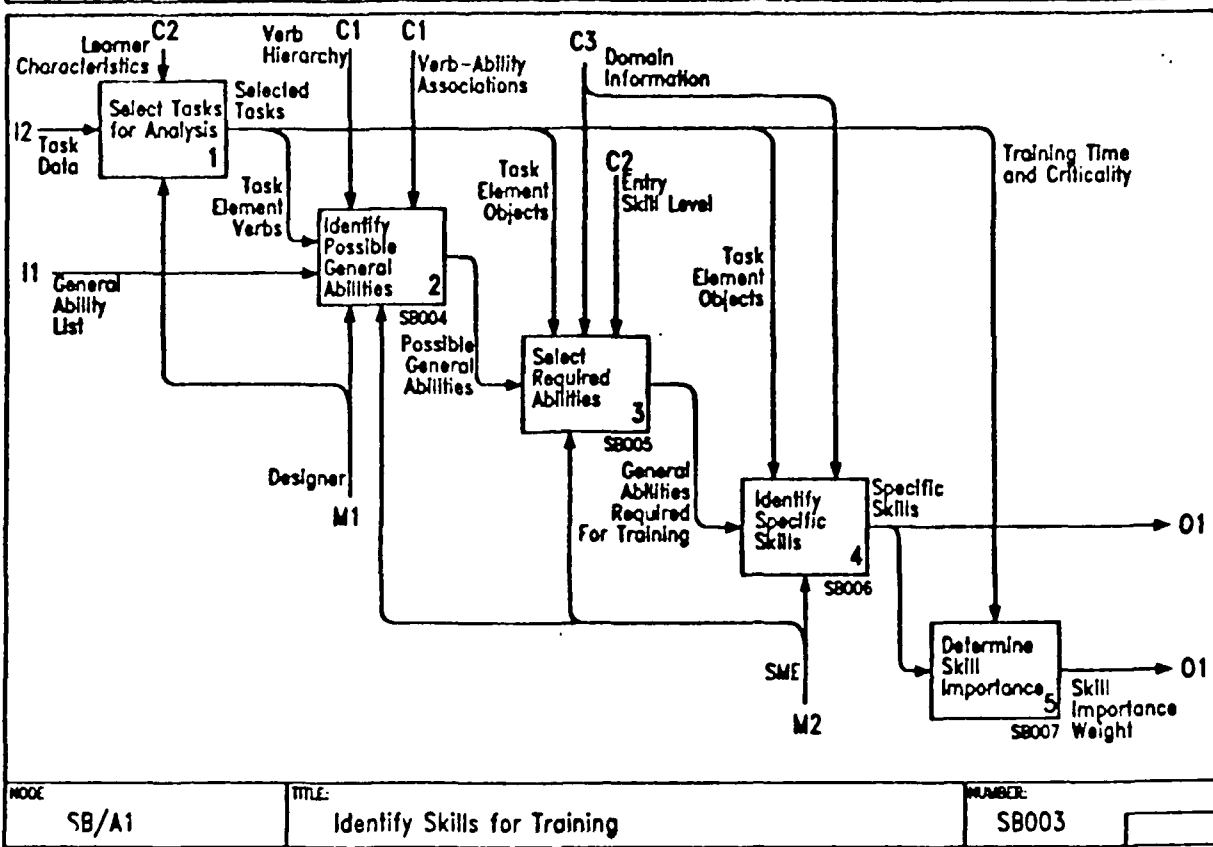 C2
Learner
Characteristics
Verb
Hierarchy
C1
C1
Verb-Ability
Associations
C3
Domain
Information
Select Tasks
for Analysis
1
Selected
Tasks
I2
Task
Data
Task
Element
Verbs
Task
Element
Objects
C2
Entry
Skill Level
Training Time
and Criticality
Identify
Possible
General
Abilities
2
SB004
I1
General
Ability
List
Task
Element
Objects
Possible
General
Abilities
Select
Required
Abilities
3
SB005
Designer
M1
General
Abilities
Required
For Training
Identify
Specific
Skills
4
SB006
Specific
Skills
O1
SME
M2
Determine
Skill
Importance
5
SB007
Skill
Importance
Weight
O1
NODE
SB/A1
TITLE:
Identify Skills for Training
NUMBER:
SB003